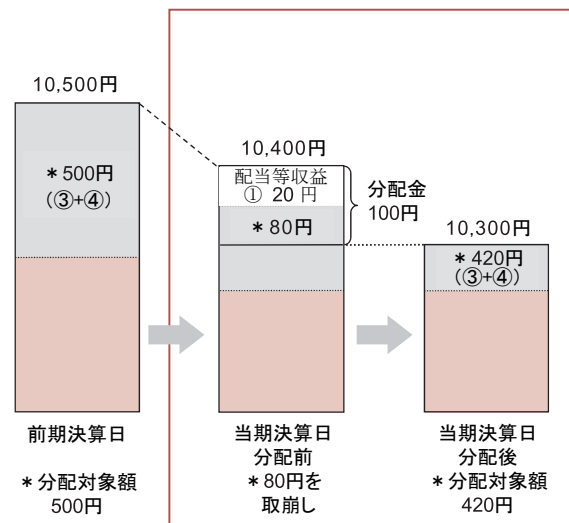 10,500円
＊500円
（③+④）
10,400円
配当等収益
① 20 円
＊80円
分配金
100円
10,300円
＊420円
（③+④）
前期決算日
＊分配対象額
500円
当期決算日
分配前
＊80円を
取崩し
当期決算日
分配後
＊分配対象額
420円